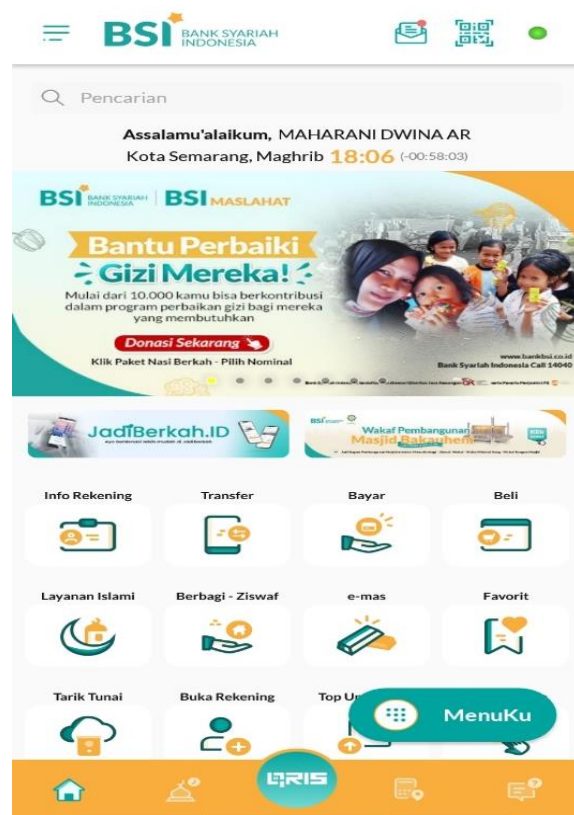 BSI BANK SYARIAH
INDONESIA
Pencarian
Assalamu'alaikum, MAHARANI DWINA AR
Kota Semarang, Maghrib 18:06 (-00:58:03)
BSI BANK SYARIAH INDONESIA BSI MASLAHAT
Bantu Perbaiki
Gizi Mereka!
Mulai dari 10.000 kamu bisa berkontribusi
dalam program perbaikan gizi bagi mereka
yang membutuhkan
Donasi Sekarang
Klik Paket Nasi Berkah - Pilih Nominal
www.bankbsi.co.id
Bank Syariah Indonesia Call 14040
JadiBerkah.ID
Wakaf Pembangunan
Masjid Bakauheni
Info Rekening Transfer Bayar Beli
Layanan Islami Berbagi - Ziswaf e-mas Favorit
Tarik Tunai Buka Rekening Top
MenuKu
QRIS